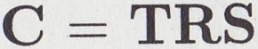 C = TRS